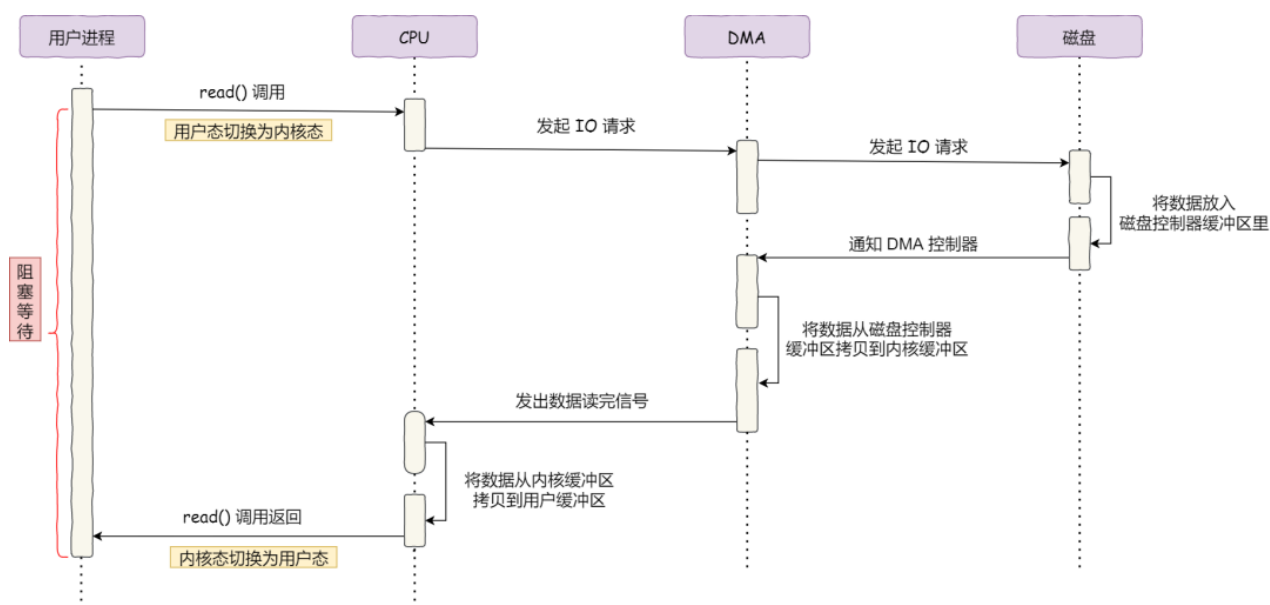 用户进程
CPU
DMA
磁盘
read() 调用
用户态切换为内核态
发起 IO 请求
发起 IO 请求
将数据放入
磁盘控制器缓冲区里
通知 DMA 控制器
阻塞等待
将数据从磁盘控制器
缓冲区拷贝到内核缓冲区
发出数据读完信号
将数据从内核缓冲区
拷贝到用户缓冲区
read() 调用返回
内核态切换为用户态